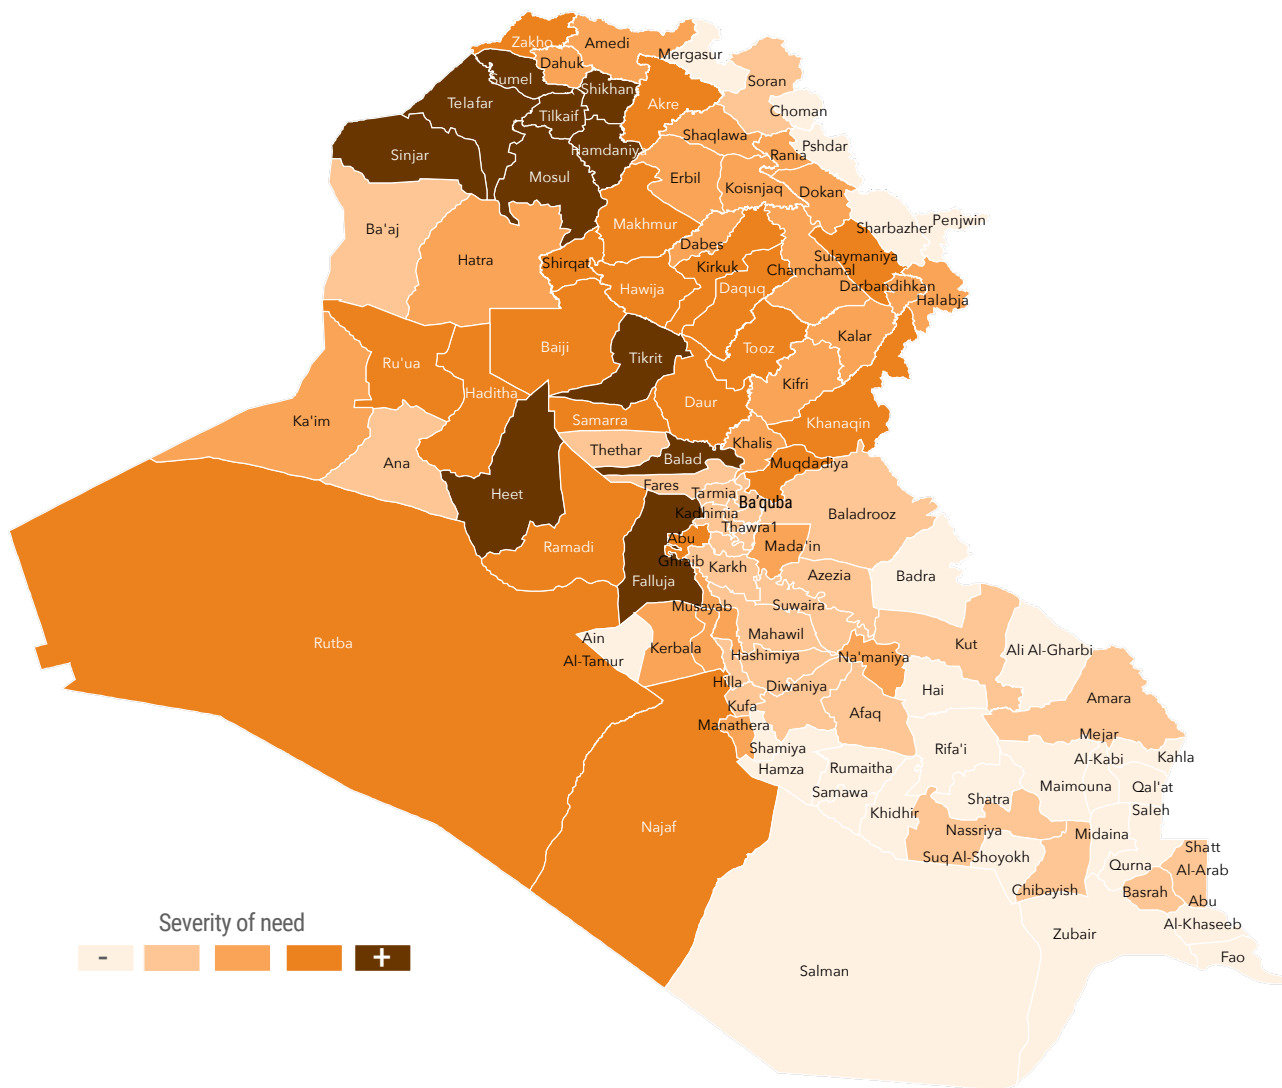 Zakho
Amedi
Mergasur
Dahuk
Sumel
Soran
Shikhan
Telafar
Akre
Choman
Tilkaif
Shaqlawa
Pshdar
Hamdaniya
Rania
Sinjar
Mosul
Erbil
Koisnjaq
Dokan
Ba'aj
Makhmur
Sharbazher
Penjwin
Dabes
Sulaymaniya
Hatra
Shirqat
Kirkuk
Chamchamal
Hawija
Daquq
Darbandihkan
Halabja
Kalar
Baiji
Tikrit
Tooz
Ru'ua
Kifri
Haditha
Daur
Ka'im
Samarra
Khanaqin
Thethar
Khalis
Ana
Balad
Muqdadiya
Fares
Tarmia
Heet
Ba'quba
Kadhimia
Baladrooz
Thawra1
Abu
Ghraib
Mada'in
Ramadi
Karkh
Azezia
Badra
Falluja
Musayab
Suwaira
Rutba
Ain
Al-Tamur
Mahawil
Kerbala
Hashimiya
Na'maniya
Kut
Ali Al-Gharbi
Hilla
Diwaniya
Hai
Amara
Kufa
Afaq
Manathera
Mejar
Al-Kabi
Shamiya
Rifa'i
Kahla
Hamza
Rumaitha
Samawa
Maimouna
Qal'at
Saleh
Shatra
Khidhir
Najaf
Nassriya
Midaina
Suq Al-Shoyokh
Shatt
Al-Arab
Qurna
Chibayish
Basrah
Abu
Al-Khaseeb
Zubair
Fao
Salman
Severity of need
-
+